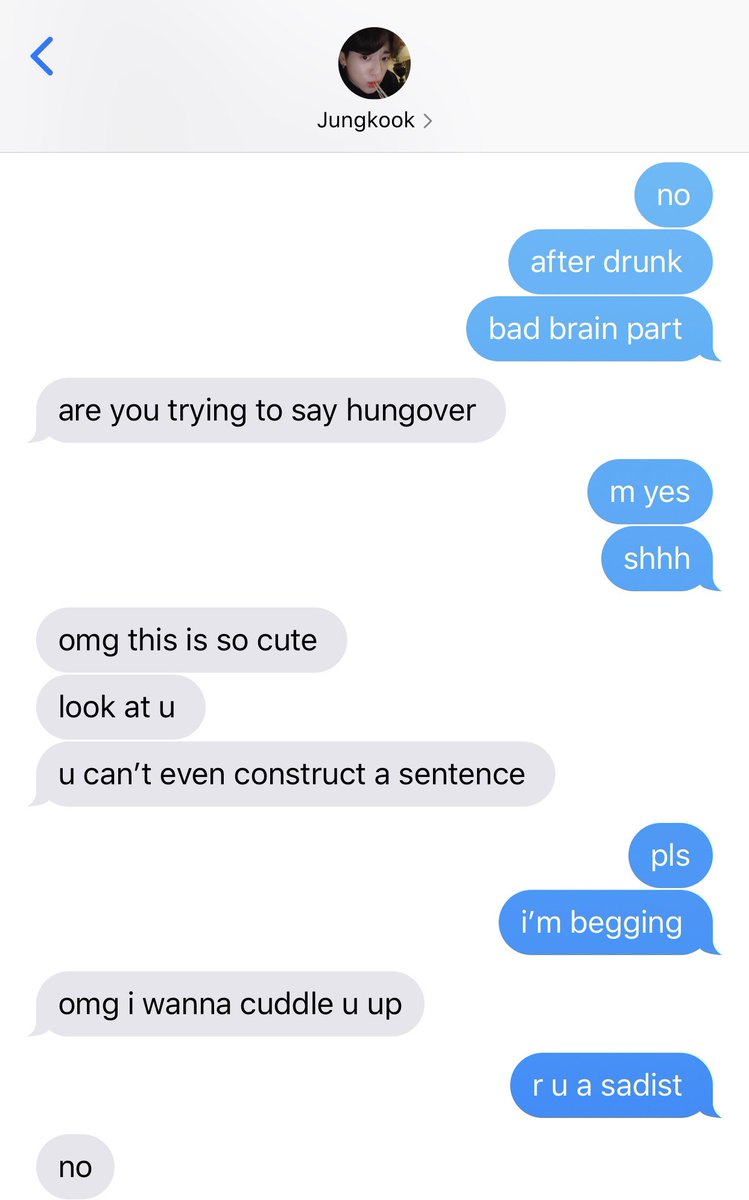 Jungkook
no
after drunk
bad brain part
are you trying to say hungover
m yes
shhh
omg this is so cute
look at u
u can’t even construct a sentence
pls
i’m begging
omg i wanna cuddle u up
r u a sadist
no